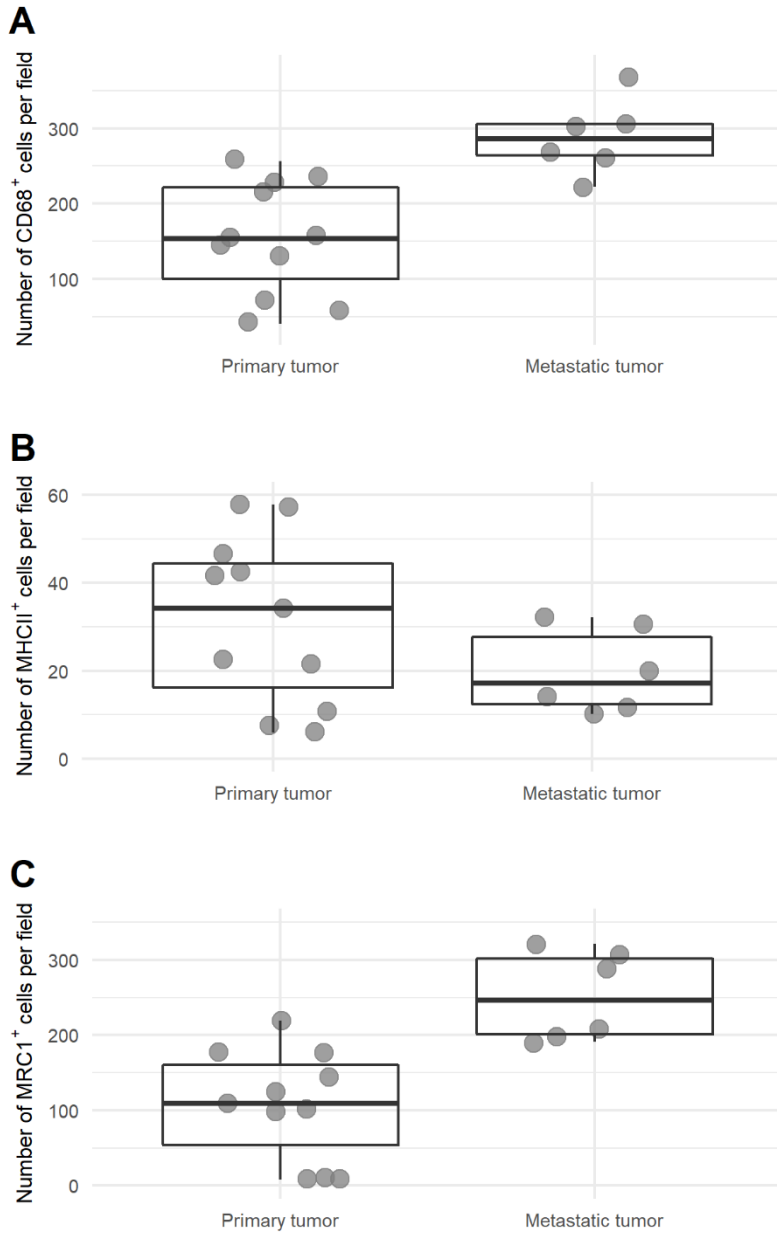 A
Number of CD68⁺ cells per field
300
200
100
Primary tumor
Metastatic tumor
B
Number of MHCII⁺ cells per field
60
40
20
0
Primary tumor
Metastatic tumor
C
Number of MRC1⁺ cells per field
300
200
100
0
Primary tumor
Metastatic tumor